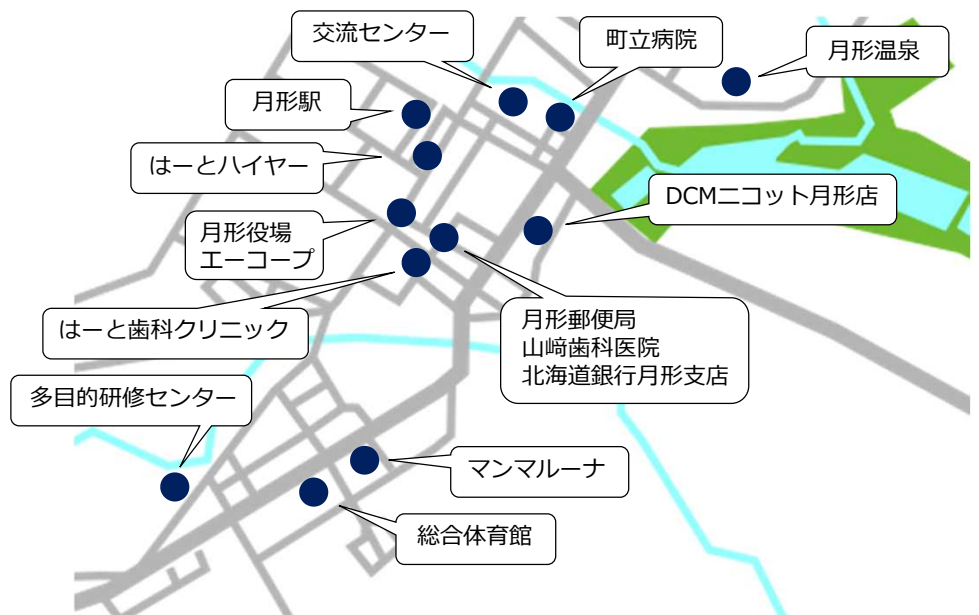 交流センター
町立病院
月形温泉
月形駅
はーとハイヤー
DCMニコット月形店
月形役場
エーコープ
はーと歯科クリニック
月形郵便局
山﨑歯科医院
北海道銀行月形支店
多目的研修センター
マンマルーナ
総合体育館